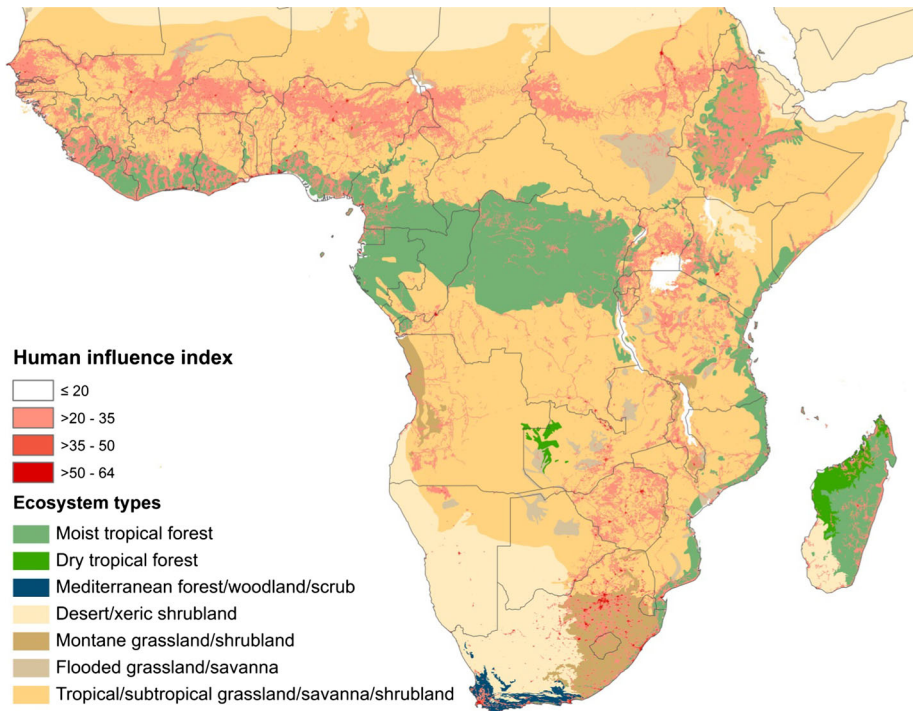 Human influence index
≤ 20
>20 - 35
>35 - 50
>50 - 64
Ecosystem types
Moist tropical forest
Dry tropical forest
Mediterranean forest/woodland/scrub
Desert/xeric shrubland
Montane grassland/shrubland
Flooded grassland/savanna
Tropical/subtropical grassland/savanna/shrubland